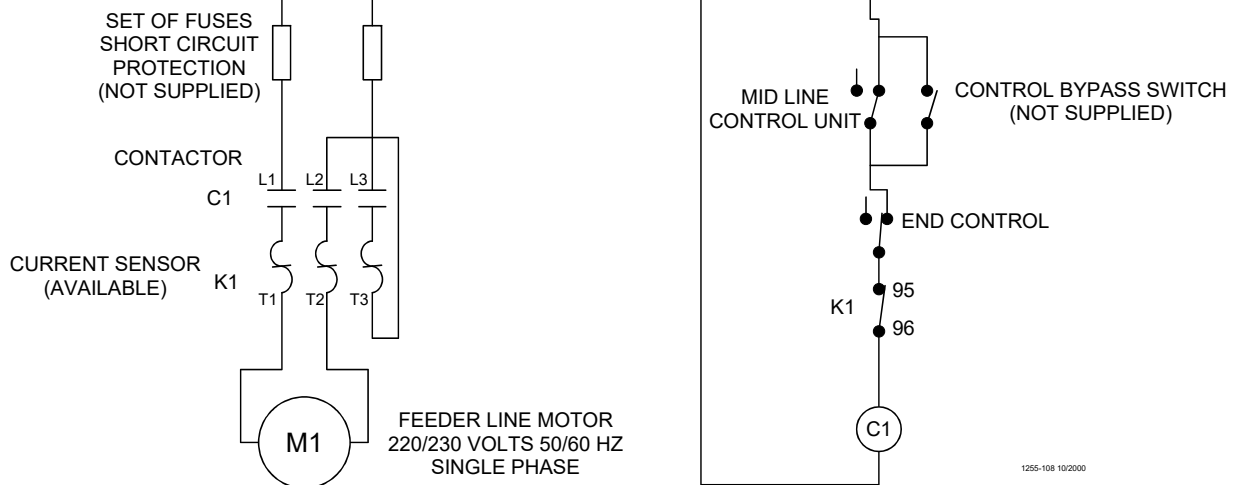 SET OF FUSES
SHORT CIRCUIT
PROTECTION
(NOT SUPPLIED)
CONTACTOR
C1
L1
L2
L3
CURRENT SENSOR
(AVAILABLE)
K1
T1
T2
T3
M1
FEEDER LINE MOTOR
220/230 VOLTS 50/60 HZ
SINGLE PHASE
MID LINE
CONTROL UNIT
CONTROL BYPASS SWITCH
(NOT SUPPLIED)
END CONTROL
K1
95
96
C1
1255-108 10/2000